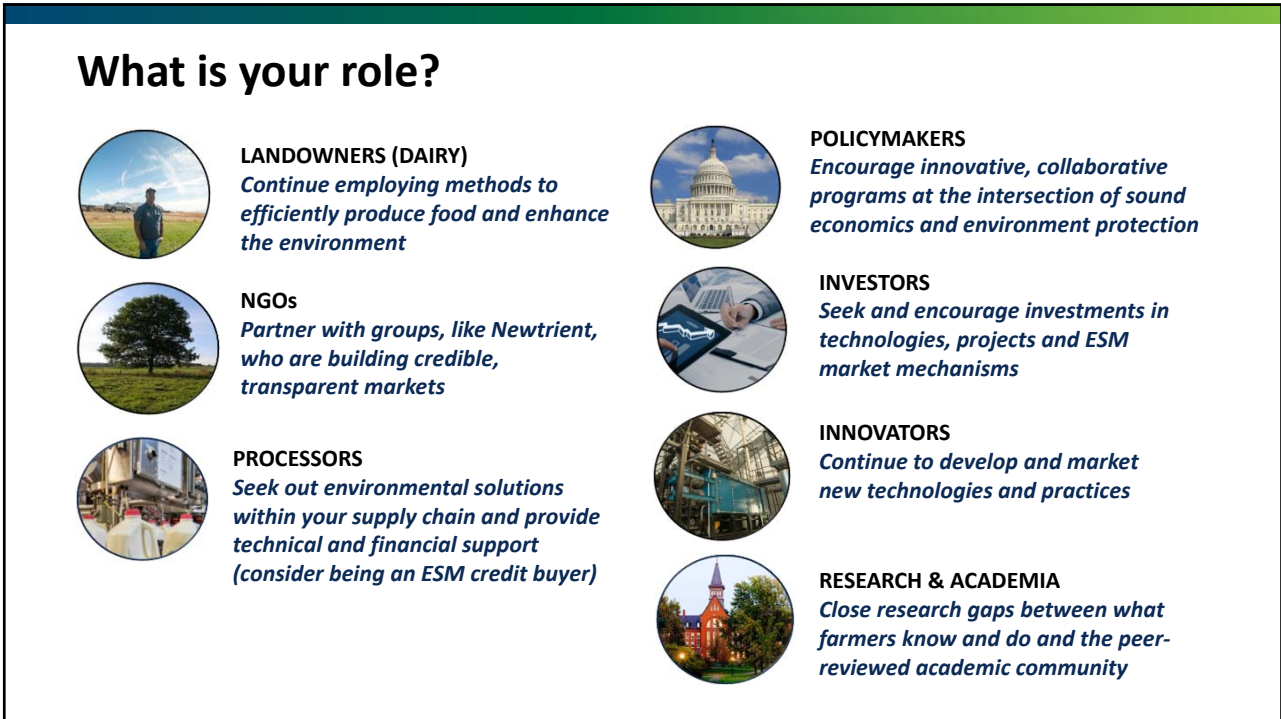 What is your role?
LANDOWNERS (DAIRY)
Continue employing methods to
efficiently produce food and enhance
the environment
NGOs
Partner with groups, like Newtrient,
who are building credible,
transparent markets
PROCESSORS
Seek out environmental solutions
within your supply chain and provide
technical and financial support
(consider being an ESM credit buyer)
POLICYMAKERS
Encourage innovative, collaborative
programs at the intersection of sound
economics and environment protection
INVESTORS
Seek and encourage investments in
technologies, projects and ESM
market mechanisms
INNOVATORS
Continue to develop and market
new technologies and practices
RESEARCH & ACADEMIA
Close research gaps between what
farmers know and do and the peer-
reviewed academic community